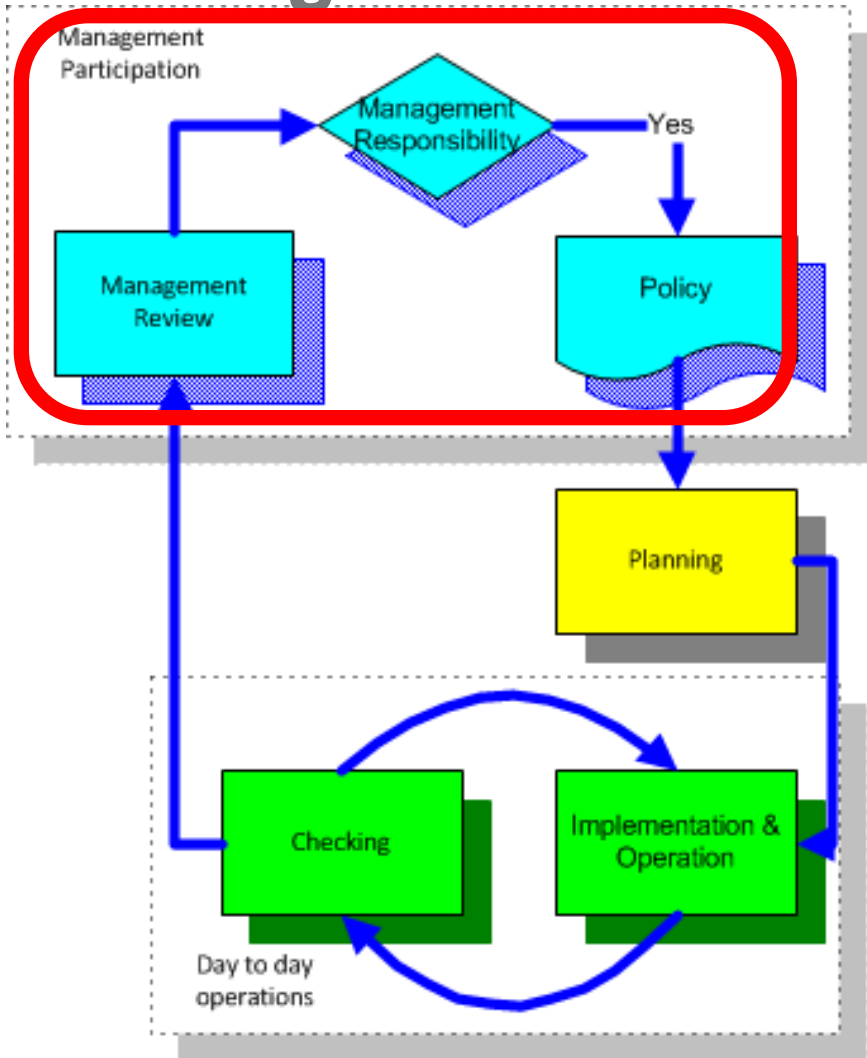 Management
Participation
Management
Responsibility
Yes
Management
Review
Policy
Planning
Checking
Implementation &
Operation
Day to day
operations